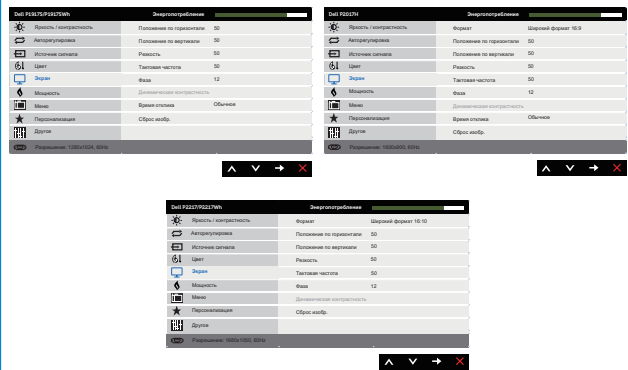 Dell P1917S/P1917SWh Энергопотребление
Яркость / контрастность Положение по горизонтали 50
Авторегулировка Положение по вертикали 50
Источник сигнала Резкость 50
Цвет Тактовая частота 50
Экран Фаза 12
Мощность Динамическая контрастность
Меню Время отклика Обычное
Персонализация Сброс изобр.
Другое
Разрешение: 1280x1024, 60Hz
Dell P2017H Энергопотребление
Яркость / контрастность Формат Широкий формат 16:9
Авторегулировка Положение по горизонтали 50
Источник сигнала Положение по вертикали 50
Цвет Резкость 50
Экран Тактовая частота 50
Мощность Фаза 12
Меню Динамическая контрастность
Персонализация Время отклика Обычное
Другое Сброс изобр.
Разрешение: 1600x900, 60Hz
Dell P2217/P2217Wh Энергопотребление
Яркость / контрастность Формат Широкий формат 16:10
Авторегулировка Положение по горизонтали 50
Источник сигнала Положение по вертикали 50
Цвет Резкость 50
Экран Тактовая частота 50
Мощность Фаза 12
Меню Динамическая контрастность
Персонализация Сброс изобр.
Другое
Разрешение: 1680x1050, 60Hz